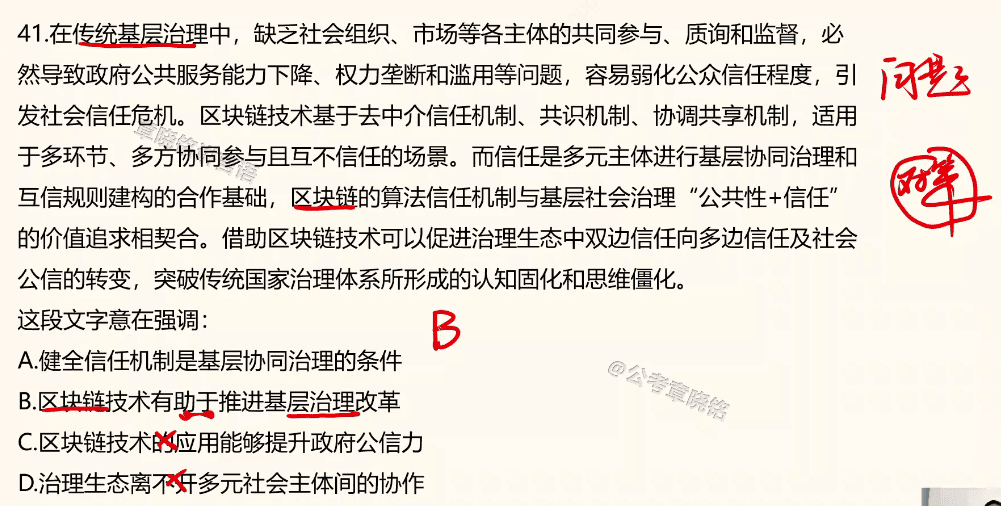 41.在传统基层治理中，缺乏社会组织、市场等各主体的共同参与、质询和监督，必
然导致政府公共服务能力下降、权力垄断和滥用等问题，容易弱化公众信任程度，引
发社会信任危机。区块链技术基于去中介信任机制、共识机制、协调共享机制，适用
于多环节、多方协同参与且互不信任的场景。而信任是多元主体进行基层协同治理和
互信规则建构的合作基础，区块链的算法信任机制与基层社会治理“公共性+信任”
的价值追求相契合。借助区块链技术可以促进治理生态中双边信任向多边信任及社会
公信的转变，突破传统国家治理体系所形成的认知固化和思维僵化。
这段文字意在强调：
A.健全信任机制是基层协同治理的条件
B.区块链技术有助于推进基层治理改革
C.区块链技术的应用能够提升政府公信力
D.治理生态离不开多元社会主体间的协作
问题
对策
B
@公考章晓铭